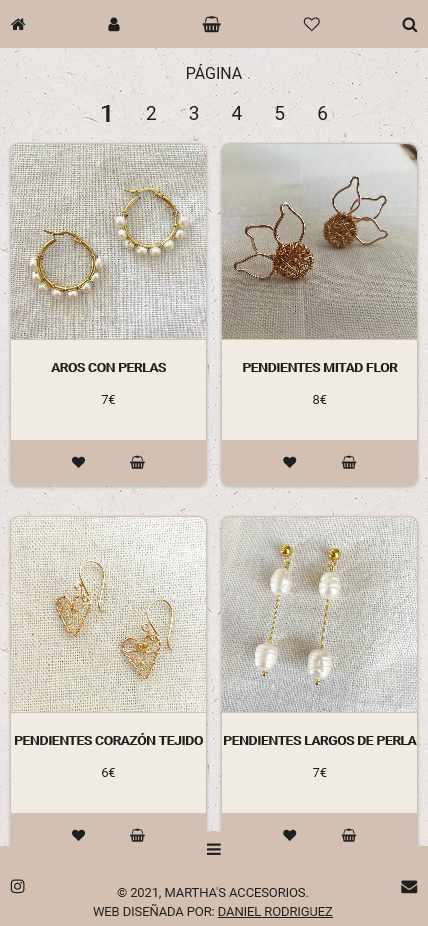 PÁGINA
1 2 3 4 5 6
AROS CON PERLAS
7€
PENDIENTES MITAD FLOR
8€
PENDIENTES CORAZÓN TEJIDO
6€
PENDIENTES LARGOS DE PERLA
7€
© 2021, MARTHA'S ACCESORIOS.
WEB DISEÑADA POR: DANIEL RODRIGUEZ